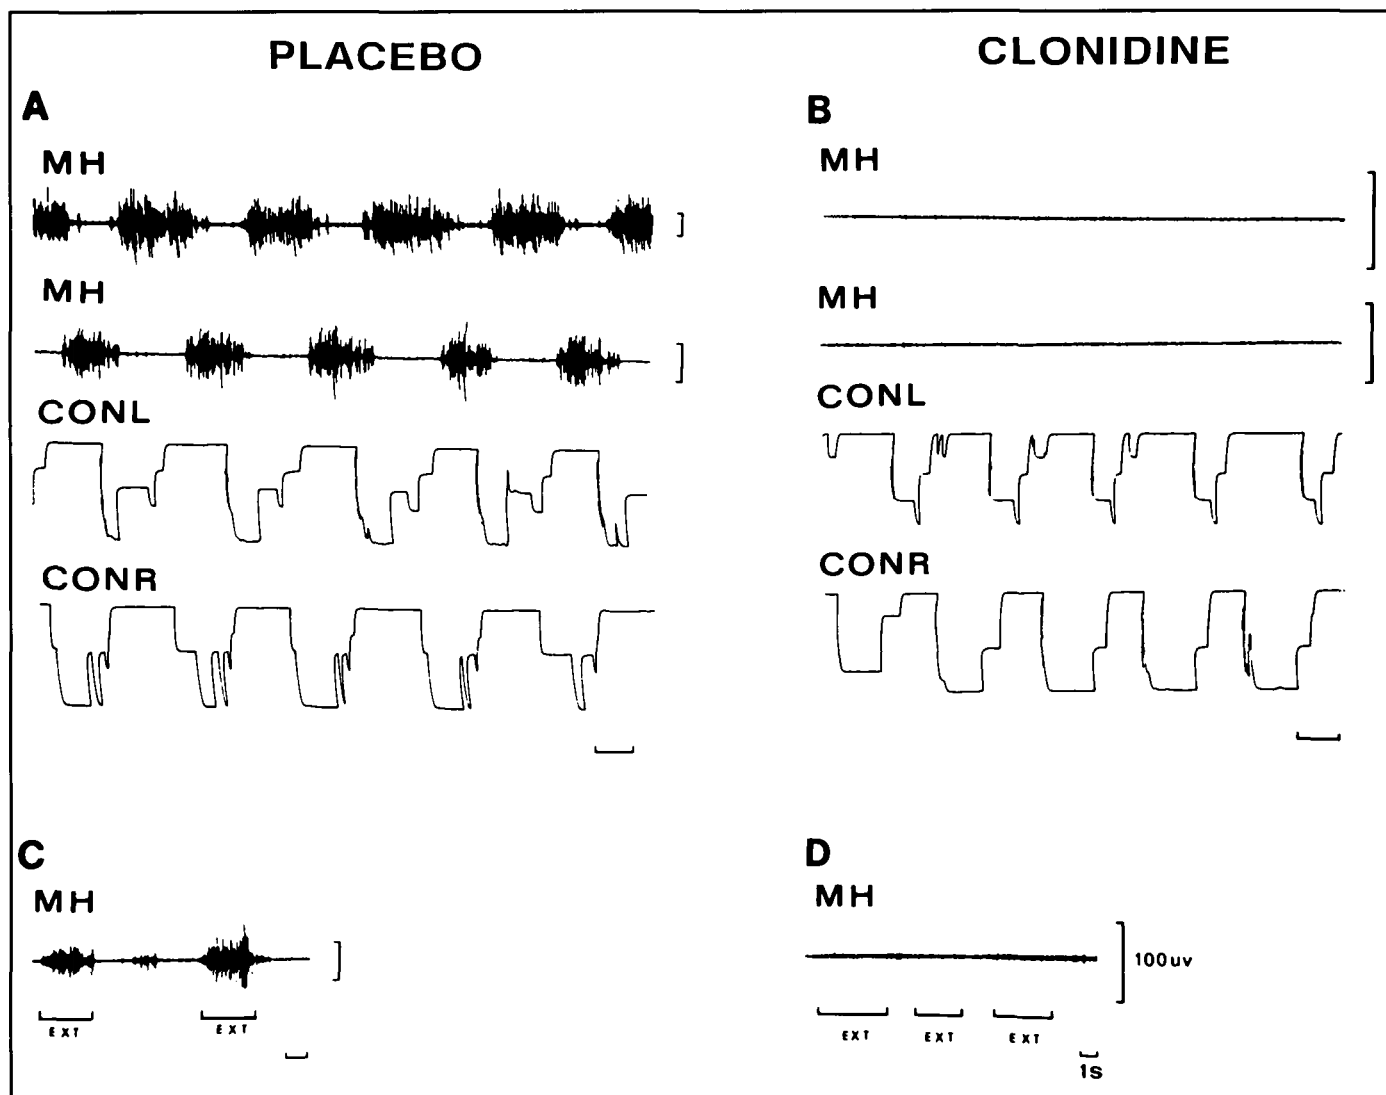 PLACEBO
CLONIDINE
A
B
MH
MH
MH
MH
CONL
CONL
CONR
CONR
C
D
MH
MH
100uv
EXT
EXT
EXT
EXT
EXT
1s